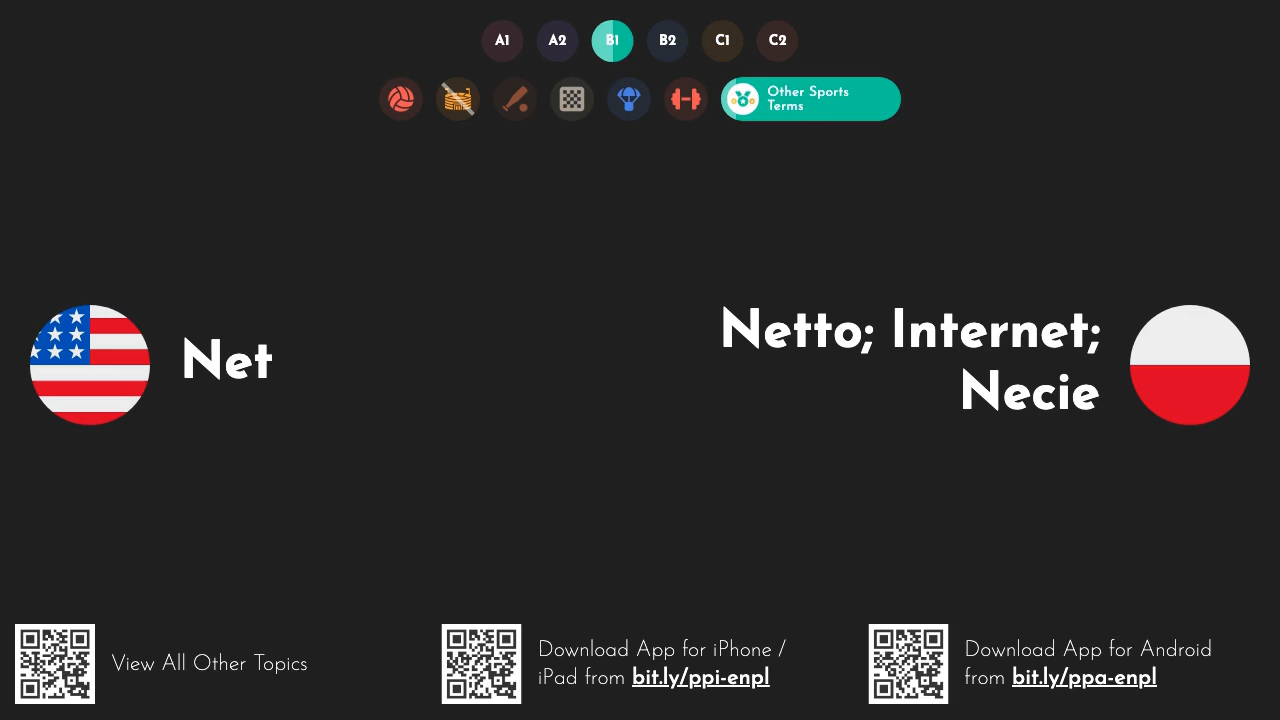 A1 A2 B1 B2 C1 C2
Other Sports
Terms
Net
Netto; Internet;
Necie
View All Other Topics
Download App for iPhone /
iPad from bit.ly/ppi-enpl
Download App for Android
from bit.ly/ppa-enpl